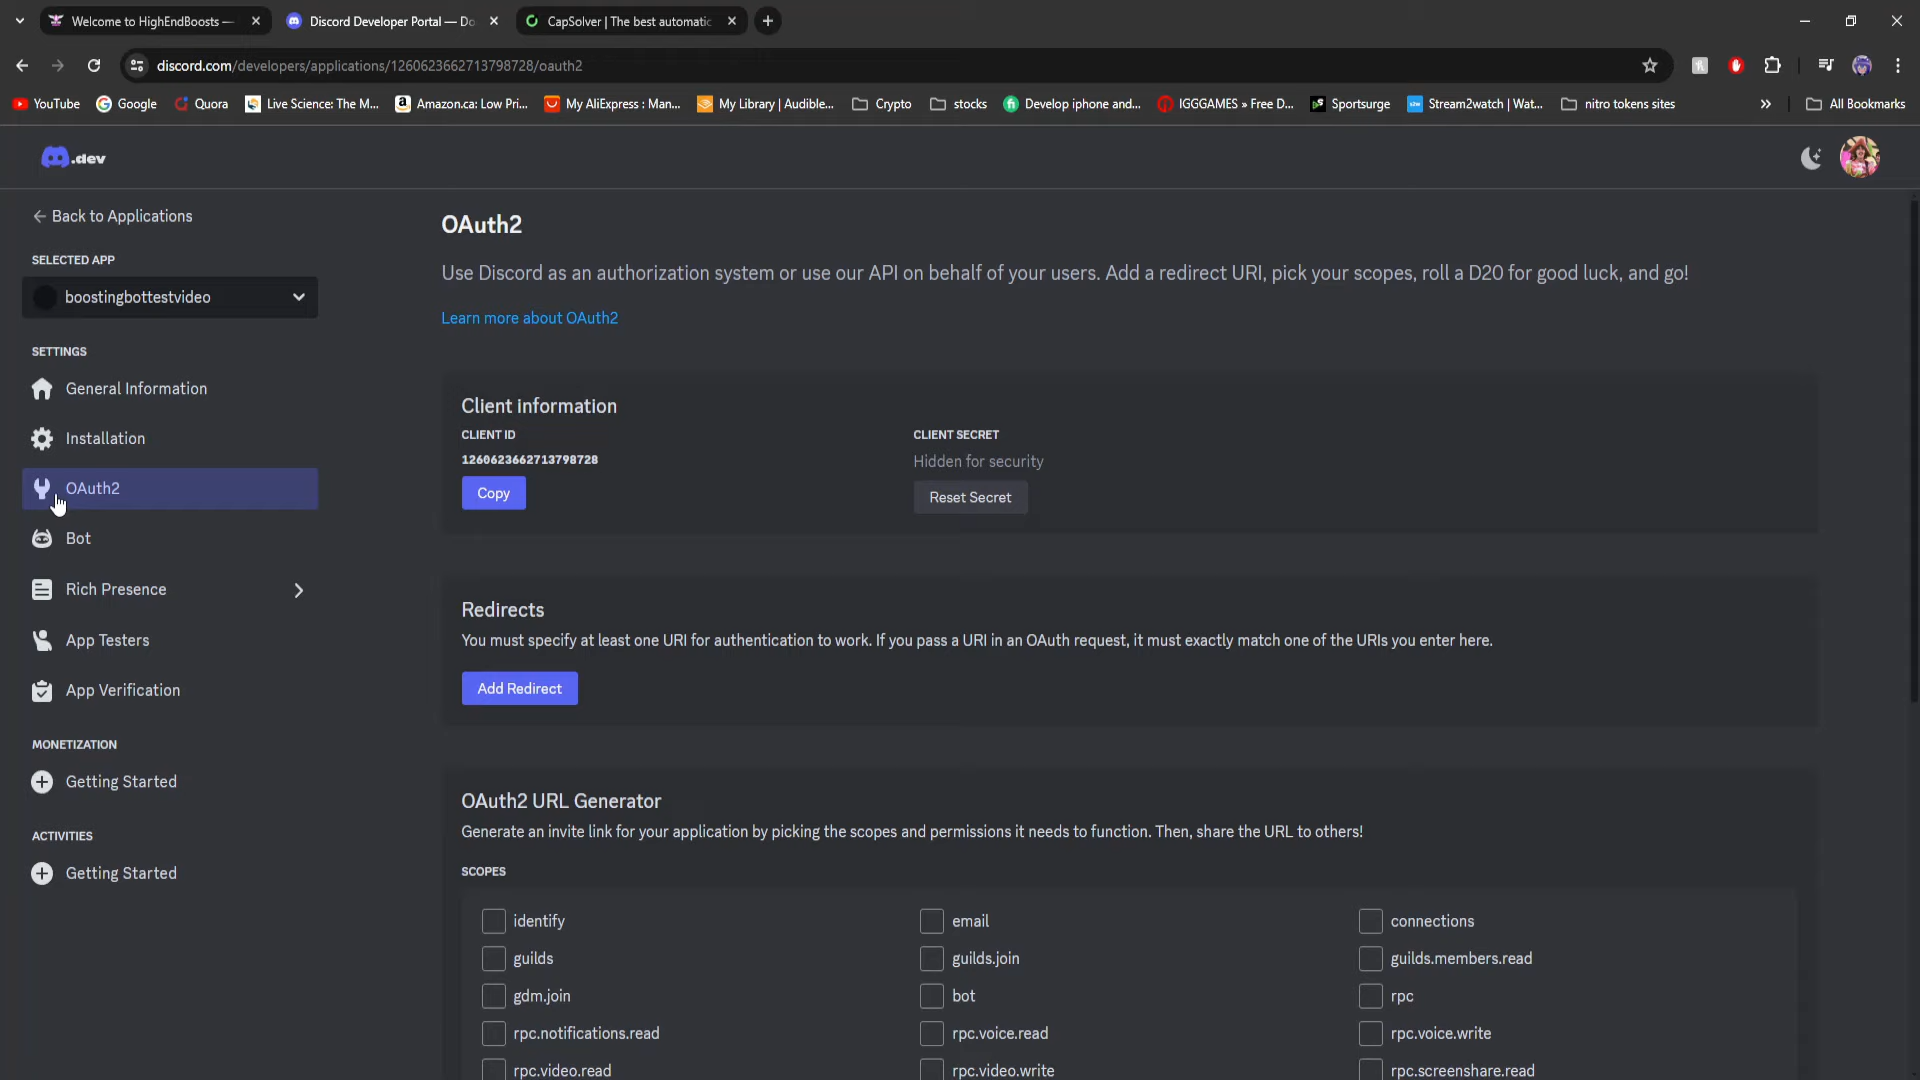 Welcome to HighEndBoosts —
Discord Developer Portal — Do
CapSolver | The best automatic
discord.com/developers/applications/1260623662713798728/oauth2
YouTube
Google
Quora
Live Science: The M...
Amazon.ca: Low Pri...
My AliExpress : Man...
My Library | Audible...
Crypto
stocks
Develop iphone and...
IGGGAMES » Free D...
Sportsurge
Stream2watch | Wat...
nitro tokens sites
All Bookmarks
.dev
Back to Applications
SELECTED APP
boostingbottestvideo
SETTINGS
General Information
Installation
OAuth2
Bot
Rich Presence
App Testers
App Verification
MONETIZATION
Getting Started
ACTIVITIES
Getting Started
OAuth2
Use Discord as an authorization system or use our API on behalf of your users. Add a redirect URI, pick your scopes, roll a D20 for good luck, and go!
Learn more about OAuth2
Client information
CLIENT ID
1260623662713798728
Copy
CLIENT SECRET
Hidden for security
Reset Secret
Redirects
You must specify at least one URI for authentication to work. If you pass a URI in an OAuth request, it must exactly match one of the URIs you enter here.
Add Redirect
OAuth2 URL Generator
Generate an invite link for your application by picking the scopes and permissions it needs to function. Then, share the URL to others!
SCOPES
identify
email
connections
guilds
guilds.join
guilds.members.read
gdm.join
bot
rpc
rpc.notifications.read
rpc.voice.read
rpc.voice.write
rpc.video.read
rpc.video.write
rpc.screenshare.read